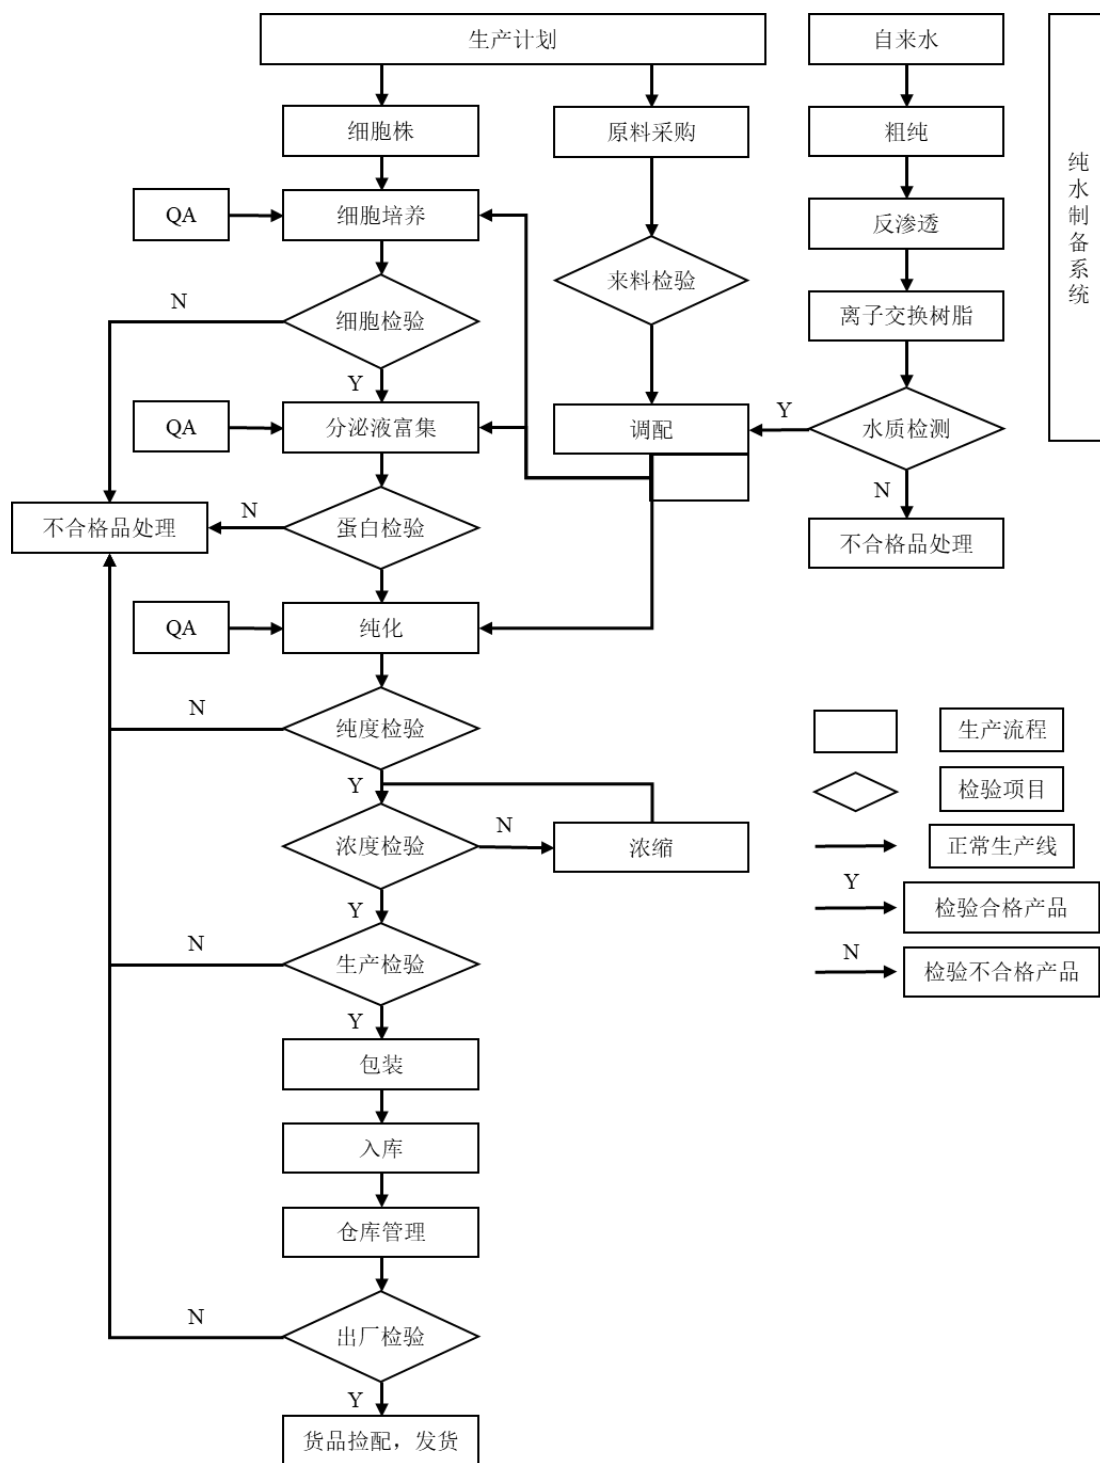 生产计划
自来水
细胞株
原料采购
粗纯
纯水制备系统
QA
细胞培养
反渗透
来料检验
N
细胞检验
离子交换树脂
Y
QA
分泌液富集
调配
Y
水质检测
N
不合格品处理
N
蛋白检验
不合格品处理
QA
纯化
N
纯度检验
生产流程
Y
检验项目
浓度检验
N
浓缩
正常生产线
Y
Y
检验合格产品
N
生产检验
N
检验不合格产品
Y
包装
入库
仓库管理
N
出厂检验
Y
货品捡配，发货